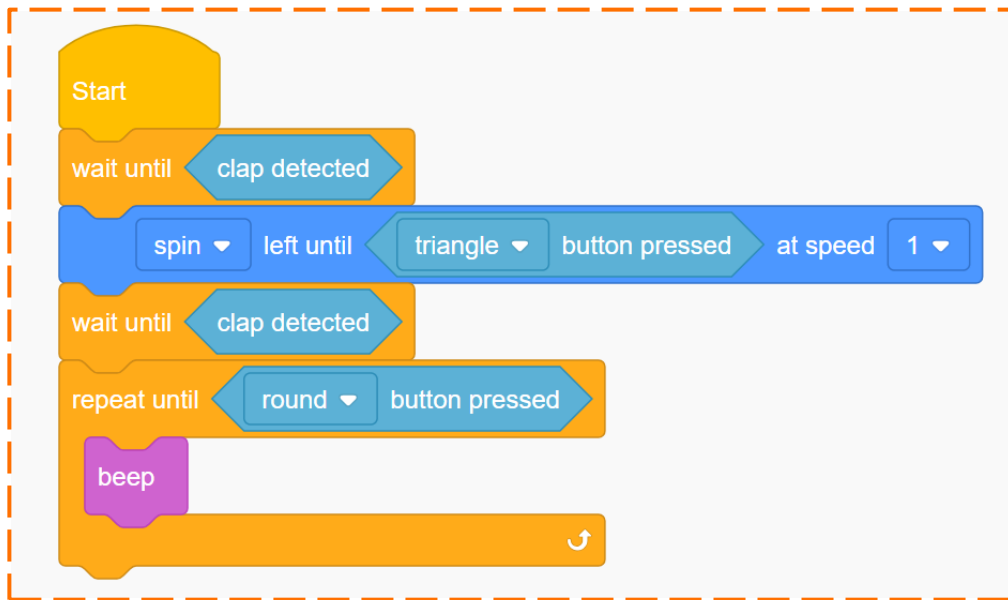 Start
wait until clap detected
spin left until triangle button pressed at speed 1
wait until clap detected
repeat until round button pressed
beep